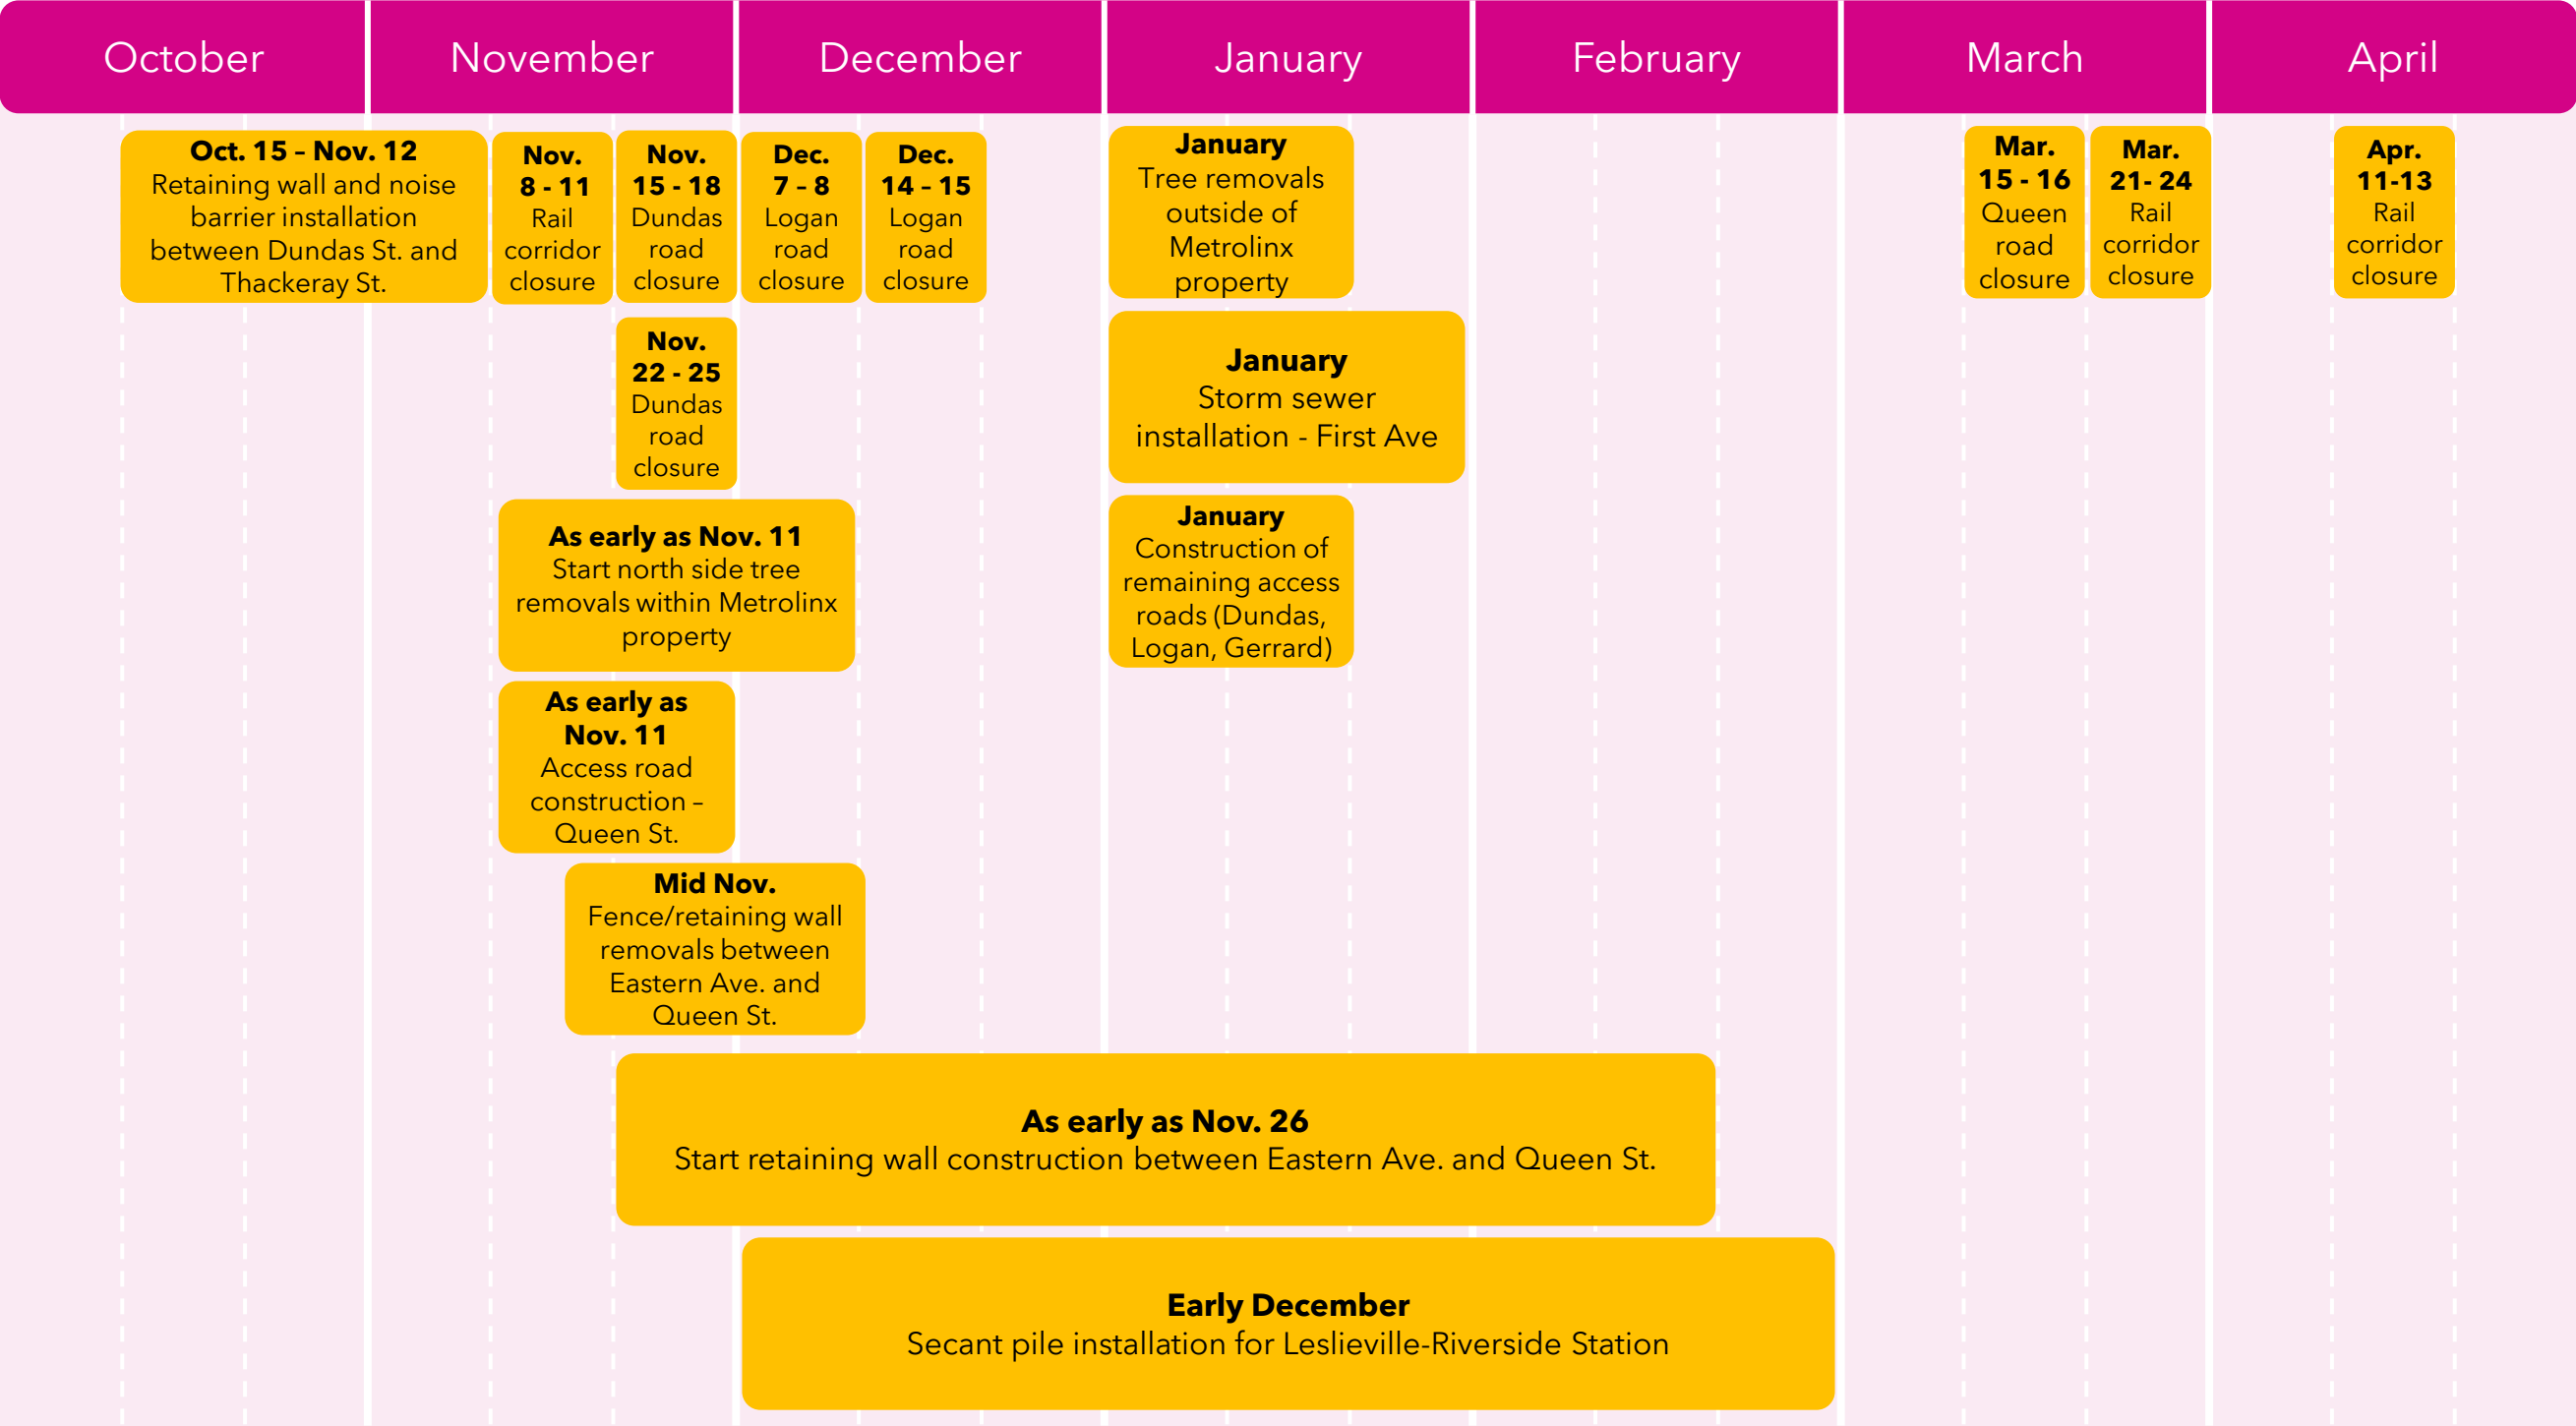 October
November
December
January
February
March
April
Oct. 15 – Nov. 12
Retaining wall and noise
barrier installation
between Dundas St. and
Thackeray St.
Nov.
8 - 11
Rail
corridor
closure
Nov.
15 - 18
Dundas
road
closure
Dec.
7 – 8
Logan
road
closure
Dec.
14 – 15
Logan
road
closure
January
Tree removals
outside of
Metrolinx
property
Mar.
15 - 16
Queen
road
closure
Mar.
21- 24
Rail
corridor
closure
Apr.
11-13
Rail
corridor
closure
Nov.
22 - 25
Dundas
road
closure
January
Storm sewer
installation - First Ave
As early as Nov. 11
Start north side tree
removals within Metrolinx
property
January
Construction of
remaining access
roads (Dundas,
Logan, Gerrard)
As early as
Nov. 11
Access road
construction –
Queen St.
Mid Nov.
Fence/retaining wall
removals between
Eastern Ave. and
Queen St.
As early as Nov. 26
Start retaining wall construction between Eastern Ave. and Queen St.
Early December
Secant pile installation for Leslieville-Riverside Station